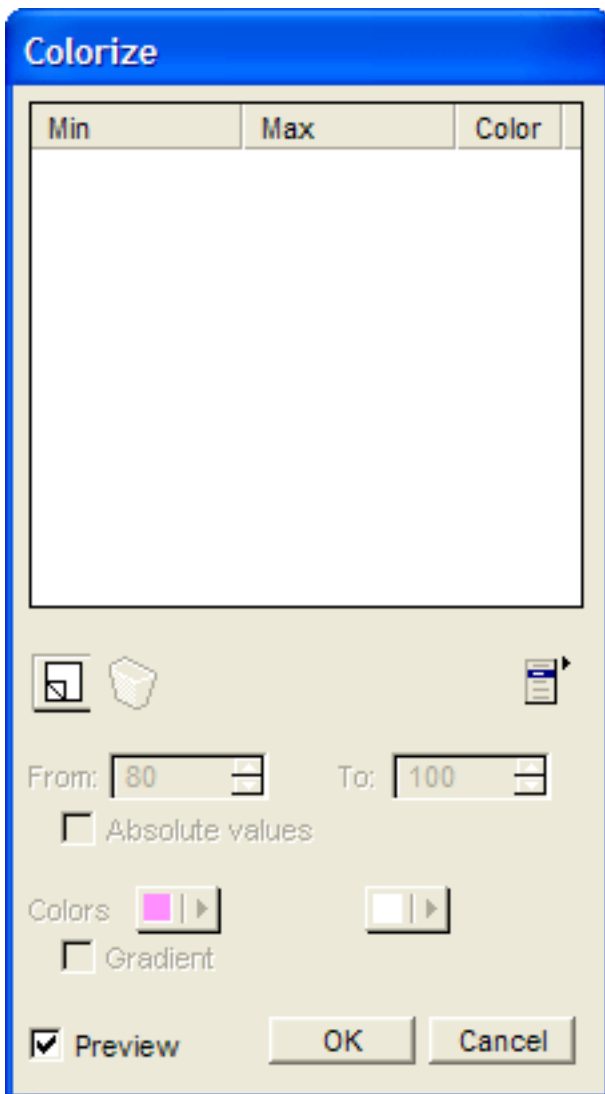 Colorize
Min Max Color
From: 80 To: 100
Absolute values
Colors
Gradient
Preview OK Cancel